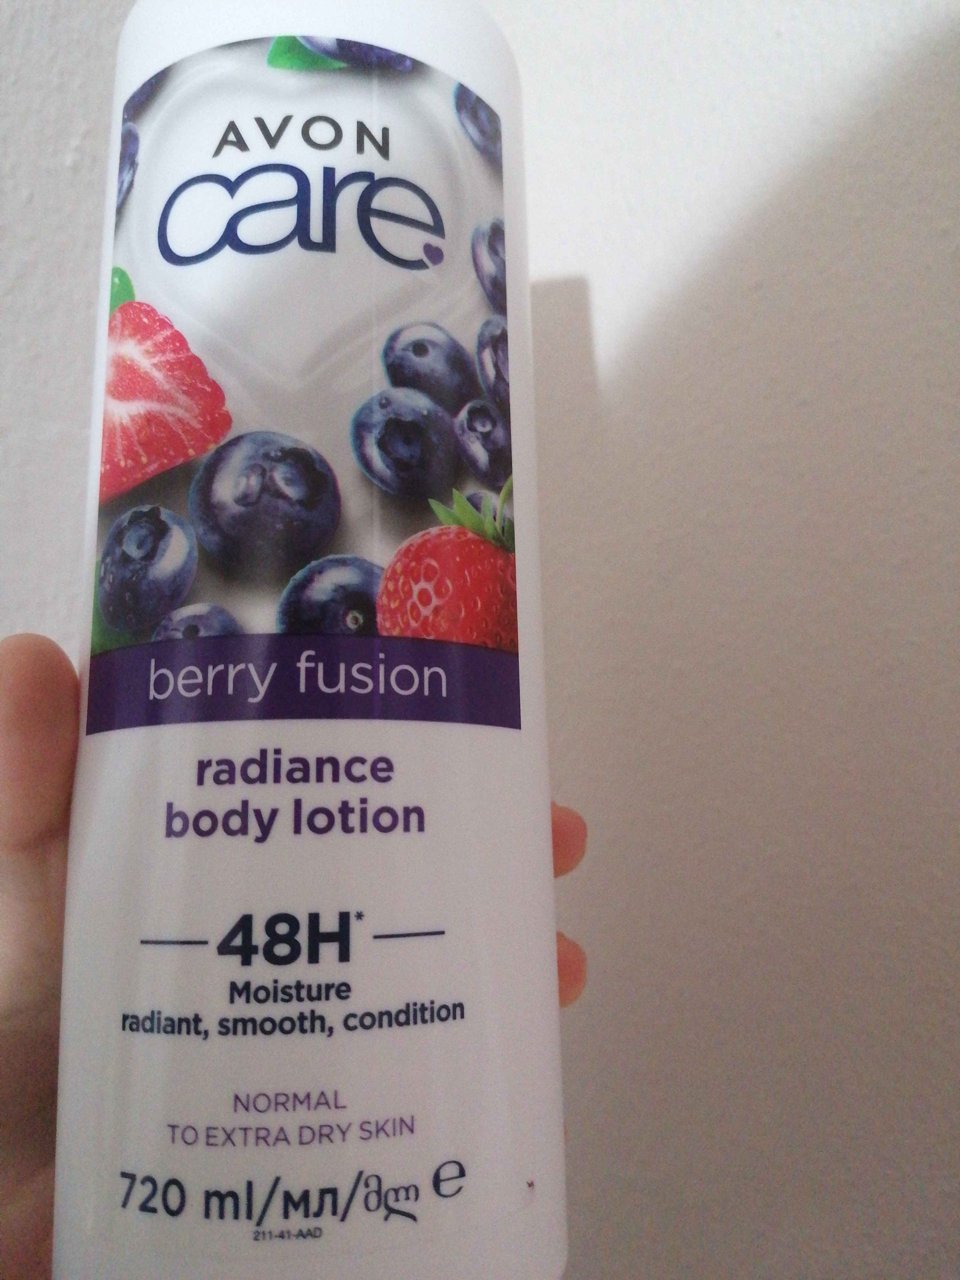 AVON
care
berry fusion
radiance
body lotion
48H*
Moisture
radiant, smooth, condition
NORMAL
TO EXTRA DRY SKIN
720 ml/мл/მლ e
211-41-AAD